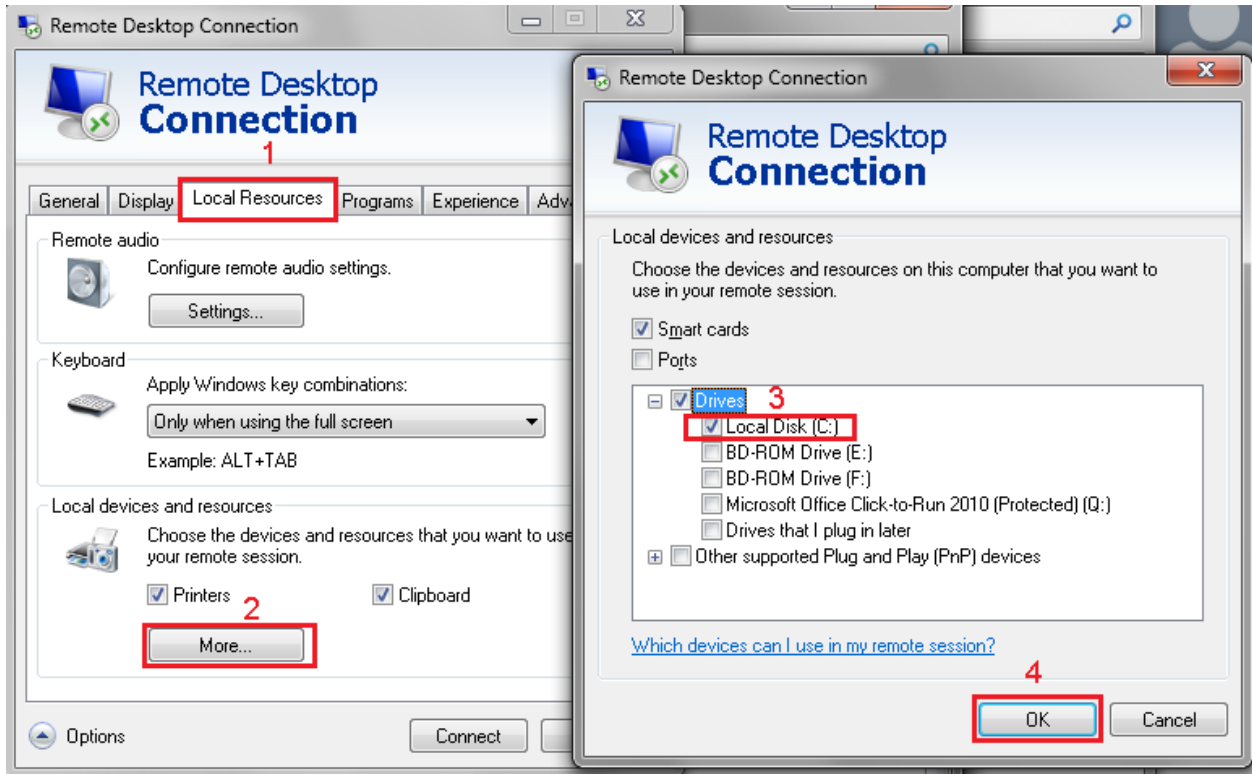 Remote Desktop Connection
Remote Desktop
Connection
1
General Display Local Resources Programs Experience
Remote audio
Configure remote audio settings.
Settings...
Keyboard
Apply Windows key combinations:
Only when using the full screen
Example: ALT+TAB
Local devices and resources
Choose the devices and resources that you want to use
your remote session.
Printers Clipboard
2
More...
Options Connect
Remote Desktop Connection
Remote Desktop
Connection
Local devices and resources
Choose the devices and resources on this computer that you want to
use in your remote session.
Smart cards
Ports
Drives 3
Local Disk (C:)
BD-ROM Drive (E:)
BD-ROM Drive (F:)
Microsoft Office Click-to-Run 2010 (Protected) (Q:)
Drives that I plug in later
Other supported Plug and Play (PnP) devices
Which devices can I use in my remote session?
4
OK Cancel